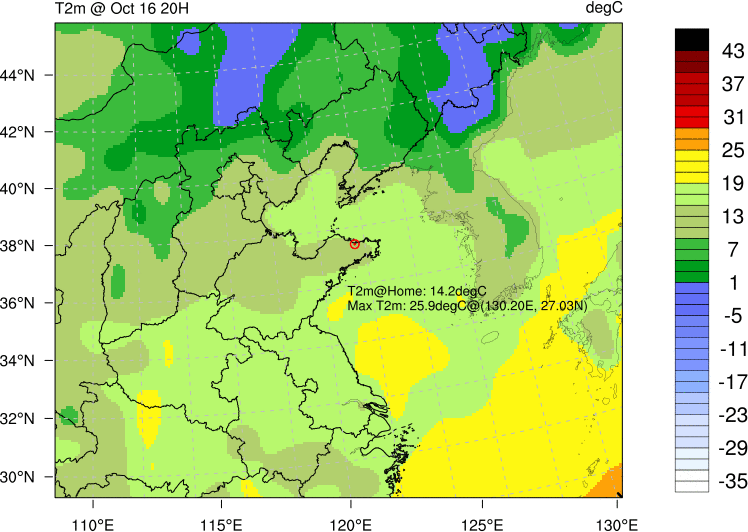 T2m @ Oct 16 20H
degC
44°N
42°N
40°N
38°N
36°N
34°N
32°N
30°N
T2m@Home: 14.2degC
Max T2m: 25.9degC@(130.20E, 27.03N)
110°E
115°E
120°E
125°E
130°E
43
37
31
25
19
13
7
1
-5
-11
-17
-23
-29
-35